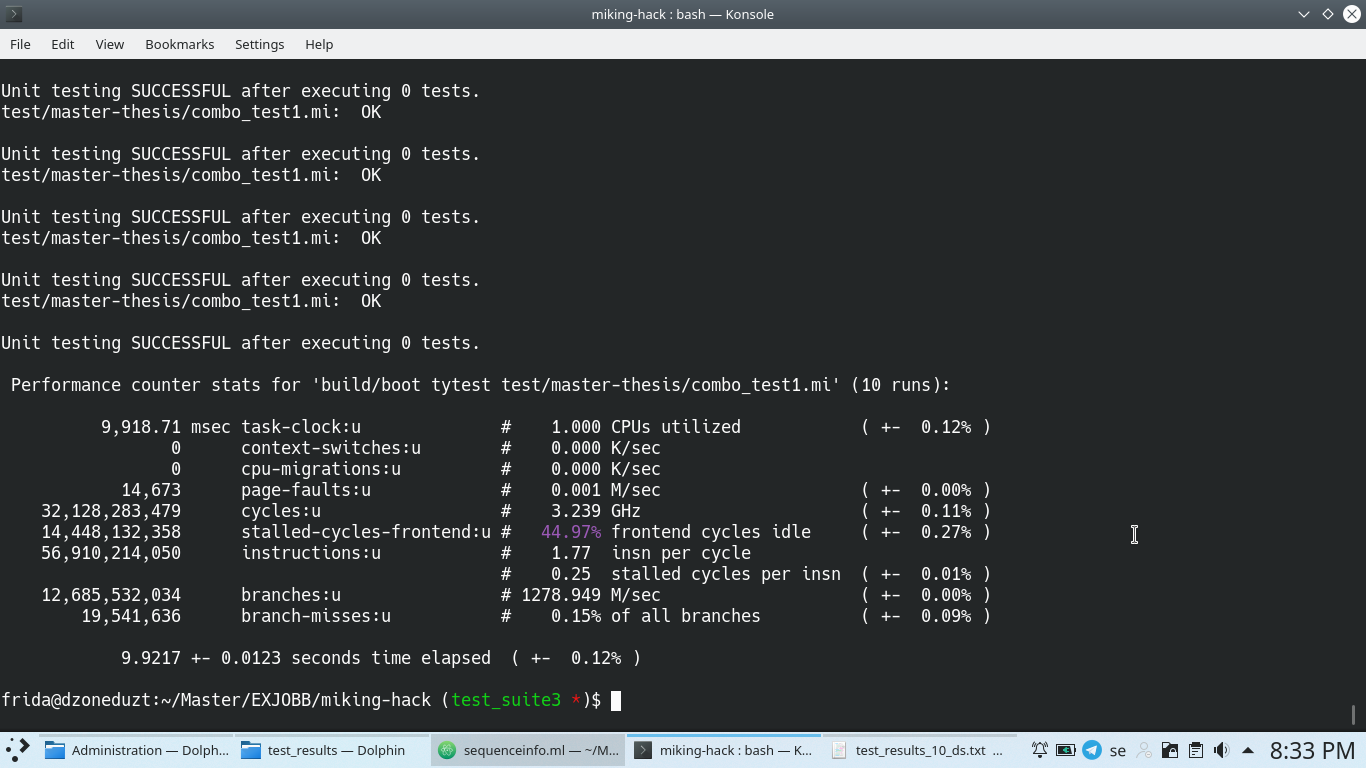 miking-hack : bash — Konsole
File Edit View Bookmarks Settings Help
Unit testing SUCCESSFUL after executing 0 tests.
test/master-thesis/combo_test1.mi:  OK
Unit testing SUCCESSFUL after executing 0 tests.
test/master-thesis/combo_test1.mi:  OK
Unit testing SUCCESSFUL after executing 0 tests.
test/master-thesis/combo_test1.mi:  OK
Unit testing SUCCESSFUL after executing 0 tests.
test/master-thesis/combo_test1.mi:  OK
Unit testing SUCCESSFUL after executing 0 tests.
Performance counter stats for 'build/boot tytest test/master-thesis/combo_test1.mi' (10 runs):
9,918.71 msec task-clock:u # 1.000 CPUs utilized ( +- 0.12% )
0 context-switches:u # 0.000 K/sec
0 cpu-migrations:u # 0.000 K/sec
14,673 page-faults:u # 0.001 M/sec ( +- 0.00% )
32,128,283,479 cycles:u # 3.239 GHz ( +- 0.11% )
14,448,132,358 stalled-cycles-frontend:u # 44.97% frontend cycles idle ( +- 0.27% )
56,910,214,050 instructions:u # 1.77 insn per cycle
# 0.25 stalled cycles per insn ( +- 0.01% )
12,685,532,034 branches:u # 1278.949 M/sec ( +- 0.00% )
19,541,636 branch-misses:u # 0.15% of all branches ( +- 0.09% )
9.9217 +- 0.0123 seconds time elapsed ( +- 0.12% )
frida@dzoneduzt:~/Master/EXJOBB/miking-hack (test_suite3 *)$
Administration — Dolph... test_results — Dolphin sequenceinfo.ml — ~/M... miking-hack : bash — K... test_results_10_ds.txt ... se 8:33 PM